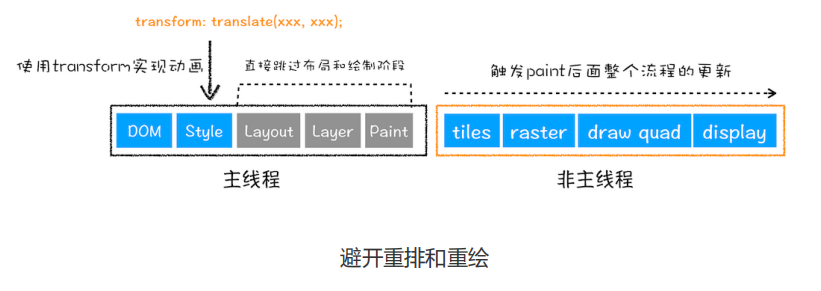 transform: translate(xxx, xxx);
使用transform实现动画
直接跳过布局和绘制阶段
触发paint后面整个流程的更新
DOM Style Layout Layer Paint tiles raster draw quad display
主线程 非主线程
避开重排和重绘